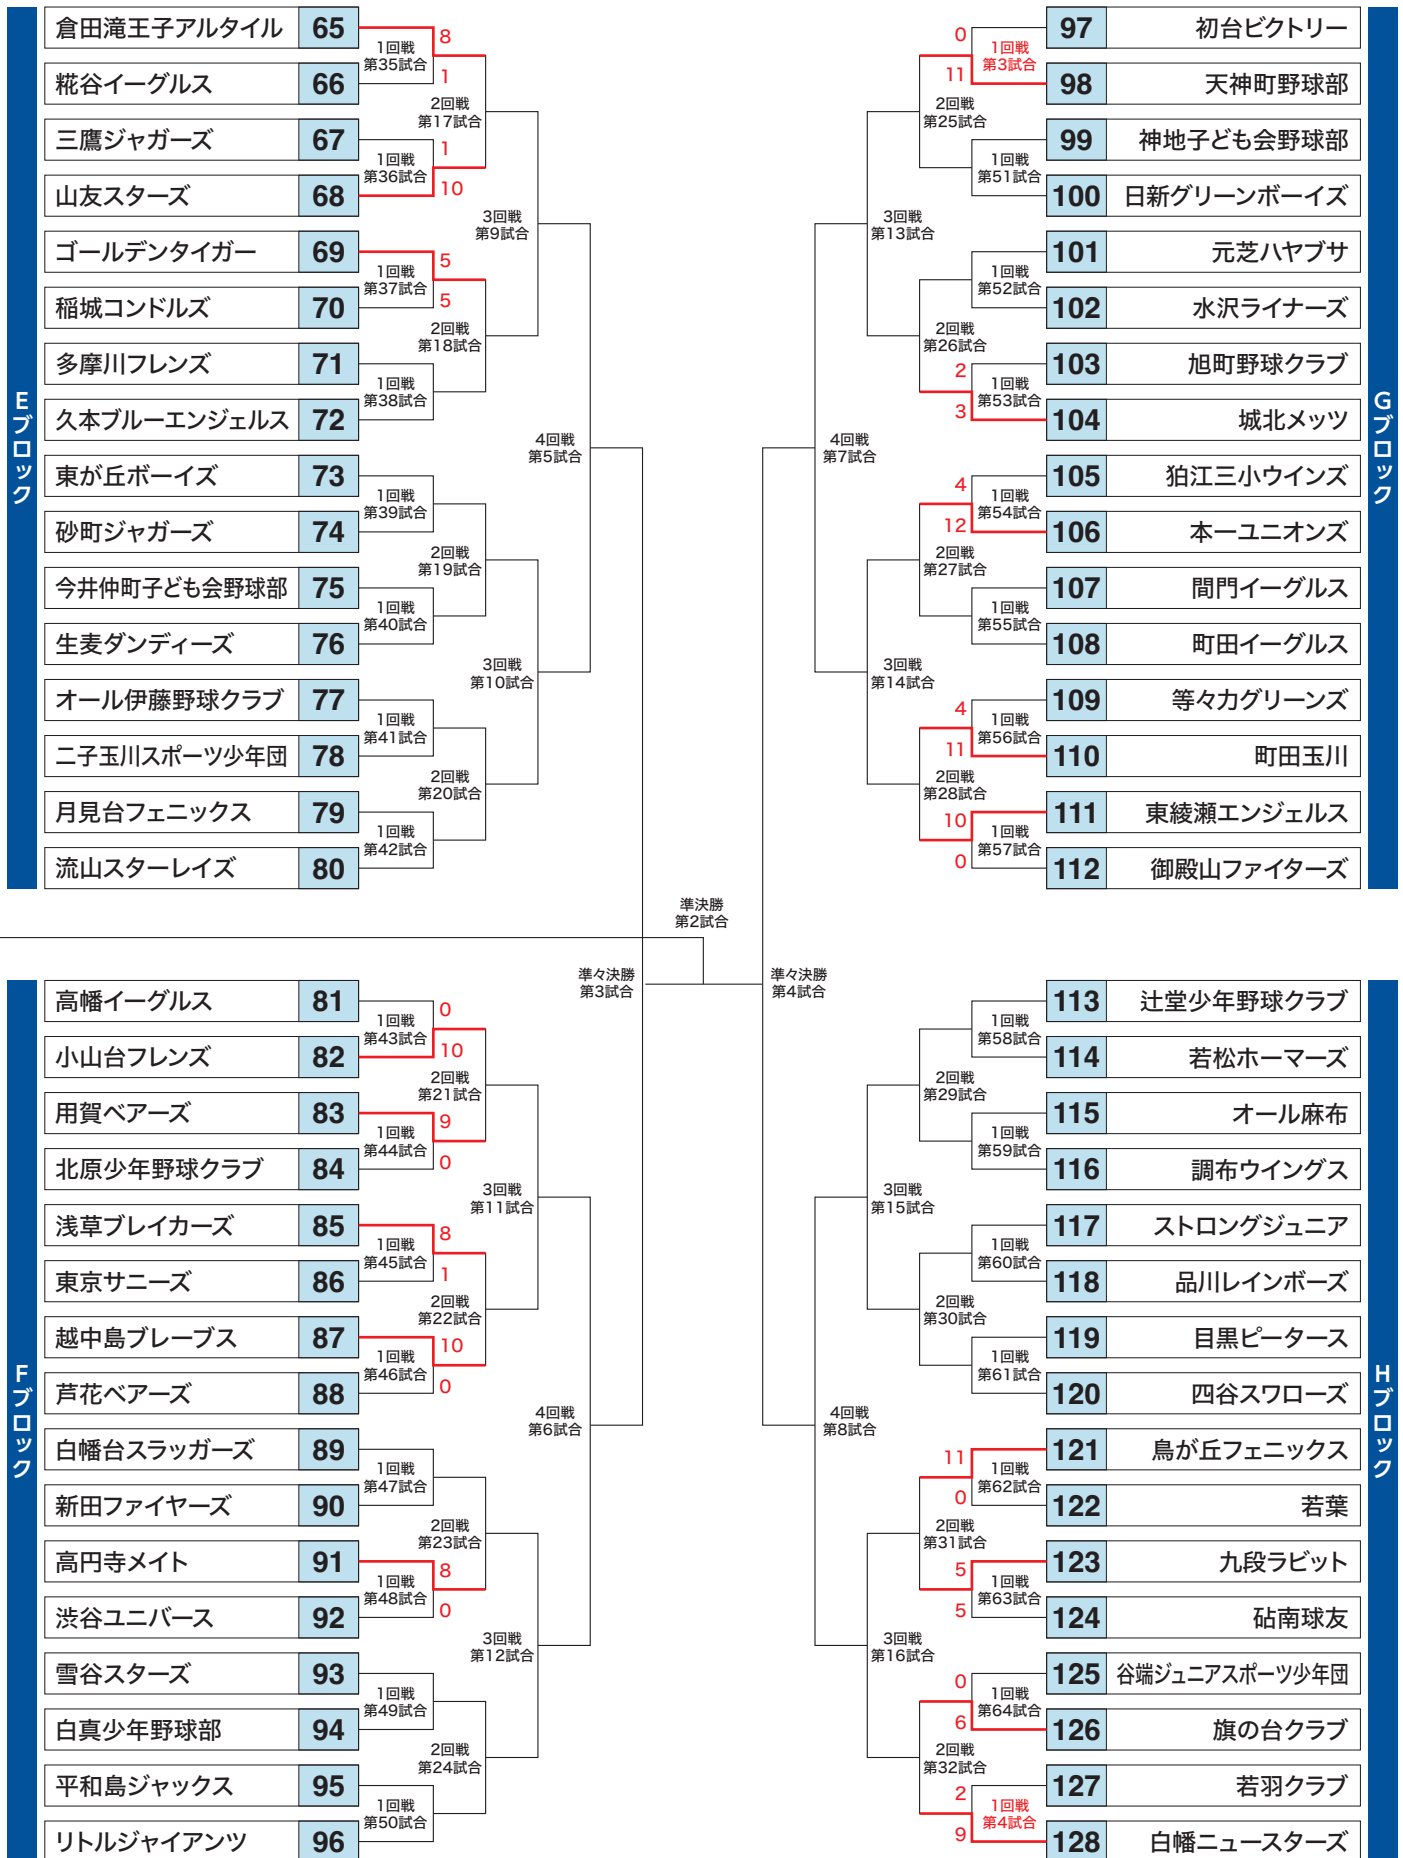 Eブロック
倉田滝王子アルタイル 65
糀谷イーグルス 66
三鷹ジャガーズ 67
山友スターズ 68
ゴールデンタイガー 69
稲城コンドルズ 70
多摩川フレンズ 71
久本ブルーエンジェルス 72
東が丘ボーイズ 73
砂町ジャガーズ 74
今井仲町子ども会野球部 75
生麦ダンディーズ 76
オール伊藤野球クラブ 77
二子玉川スポーツ少年団 78
月見台フェニックス 79
流山スターレイズ 80
1回戦
第35試合
8
1
1回戦
第36試合
1
10
1回戦
第37試合
5
5
1回戦
第38試合
1回戦
第39試合
1回戦
第40試合
1回戦
第41試合
1回戦
第42試合
2回戦
第17試合
2回戦
第18試合
2回戦
第19試合
2回戦
第20試合
3回戦
第9試合
3回戦
第10試合
4回戦
第5試合
Fブロック
高幡イーグルス 81
小山台フレンズ 82
用賀ベアーズ 83
北原少年野球クラブ 84
浅草ブレイカーズ 85
東京サニーズ 86
越中島ブレーブス 87
芦花ベアーズ 88
白幡台スラッガーズ 89
新田ファイヤーズ 90
高円寺メイト 91
渋谷ユニバース 92
雪谷スターズ 93
白真少年野球部 94
平和島ジャックス 95
リトルジャイアンツ 96
1回戦
第43試合
0
10
1回戦
第44試合
9
0
1回戦
第45試合
8
1
1回戦
第46試合
10
0
1回戦
第47試合
1回戦
第48試合
8
0
1回戦
第49試合
1回戦
第50試合
2回戦
第21試合
2回戦
第22試合
2回戦
第23試合
2回戦
第24試合
3回戦
第11試合
3回戦
第12試合
4回戦
第6試合
準々決勝
第3試合
準決勝
第2試合
準々決勝
第4試合
Gブロック
97 初台ビクトリー
98 天神町野球部
99 神地子ども会野球部
100 日新グリーンボーイズ
101 元芝ハヤブサ
102 水沢ライナーズ
103 旭町野球クラブ
104 城北メッツ
105 狛江三小ウインズ
106 本一ユニオンズ
107 間門イーグルス
108 町田イーグルス
109 等々力グリーンズ
110 町田玉川
111 東綾瀬エンジェルス
112 御殿山ファイターズ
1回戦
第3試合
0
11
1回戦
第51試合
1回戦
第52試合
1回戦
第53試合
2
3
1回戦
第54試合
4
12
1回戦
第55試合
1回戦
第56試合
4
11
1回戦
第57試合
10
0
2回戦
第25試合
2回戦
第26試合
2回戦
第27試合
2回戦
第28試合
3回戦
第13試合
3回戦
第14試合
4回戦
第7試合
Hブロック
113 辻堂少年野球クラブ
114 若松ホーマーズ
115 オール麻布
116 調布ウイングス
117 ストロングジュニア
118 品川レインボーズ
119 目黒ピータース
120 四谷スワローズ
121 鳥が丘フェニックス
122 若葉
123 九段ラビット
124 砧南球友
125 谷端ジュニアスポーツ少年団
126 旗の台クラブ
127 若羽クラブ
128 白幡ニュースターズ
1回戦
第58試合
1回戦
第59試合
1回戦
第60試合
1回戦
第61試合
1回戦
第62試合
11
0
1回戦
第63試合
5
5
1回戦
第64試合
0
6
1回戦
第4試合
2
9
2回戦
第29試合
2回戦
第30試合
2回戦
第31試合
2回戦
第32試合
3回戦
第15試合
3回戦
第16試合
4回戦
第8試合